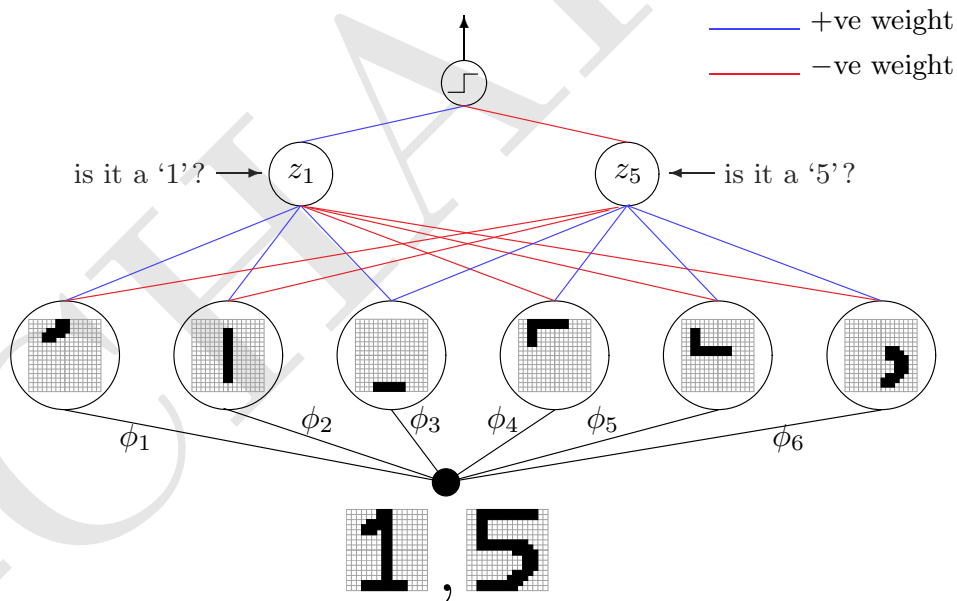 +ve weight
−ve weight
is it a ‘1’?
z₁
z₅
is it a ‘5’?
ϕ₁
ϕ₂
ϕ₃
ϕ₄
ϕ₅
ϕ₆
1 , 5